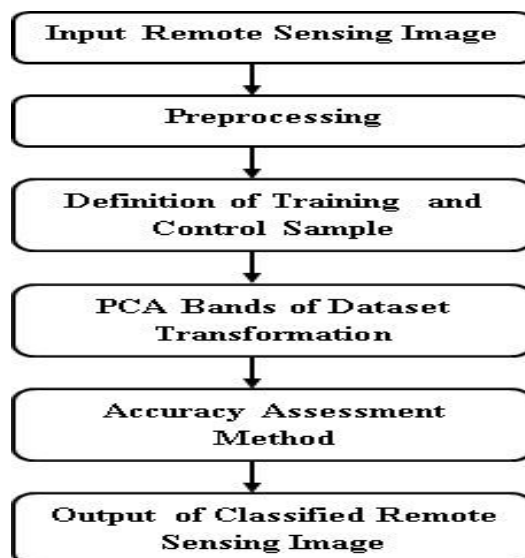 Input Remote Sensing Image
Preprocessing
Definition of Training and
Control Sample
PCA Bands of Dataset
Transformation
Accuracy Assessment
Method
Output of Classified Remote
Sensing Image